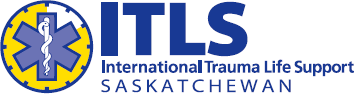 ITLS
International Trauma Life Support
SASKATCHEWAN